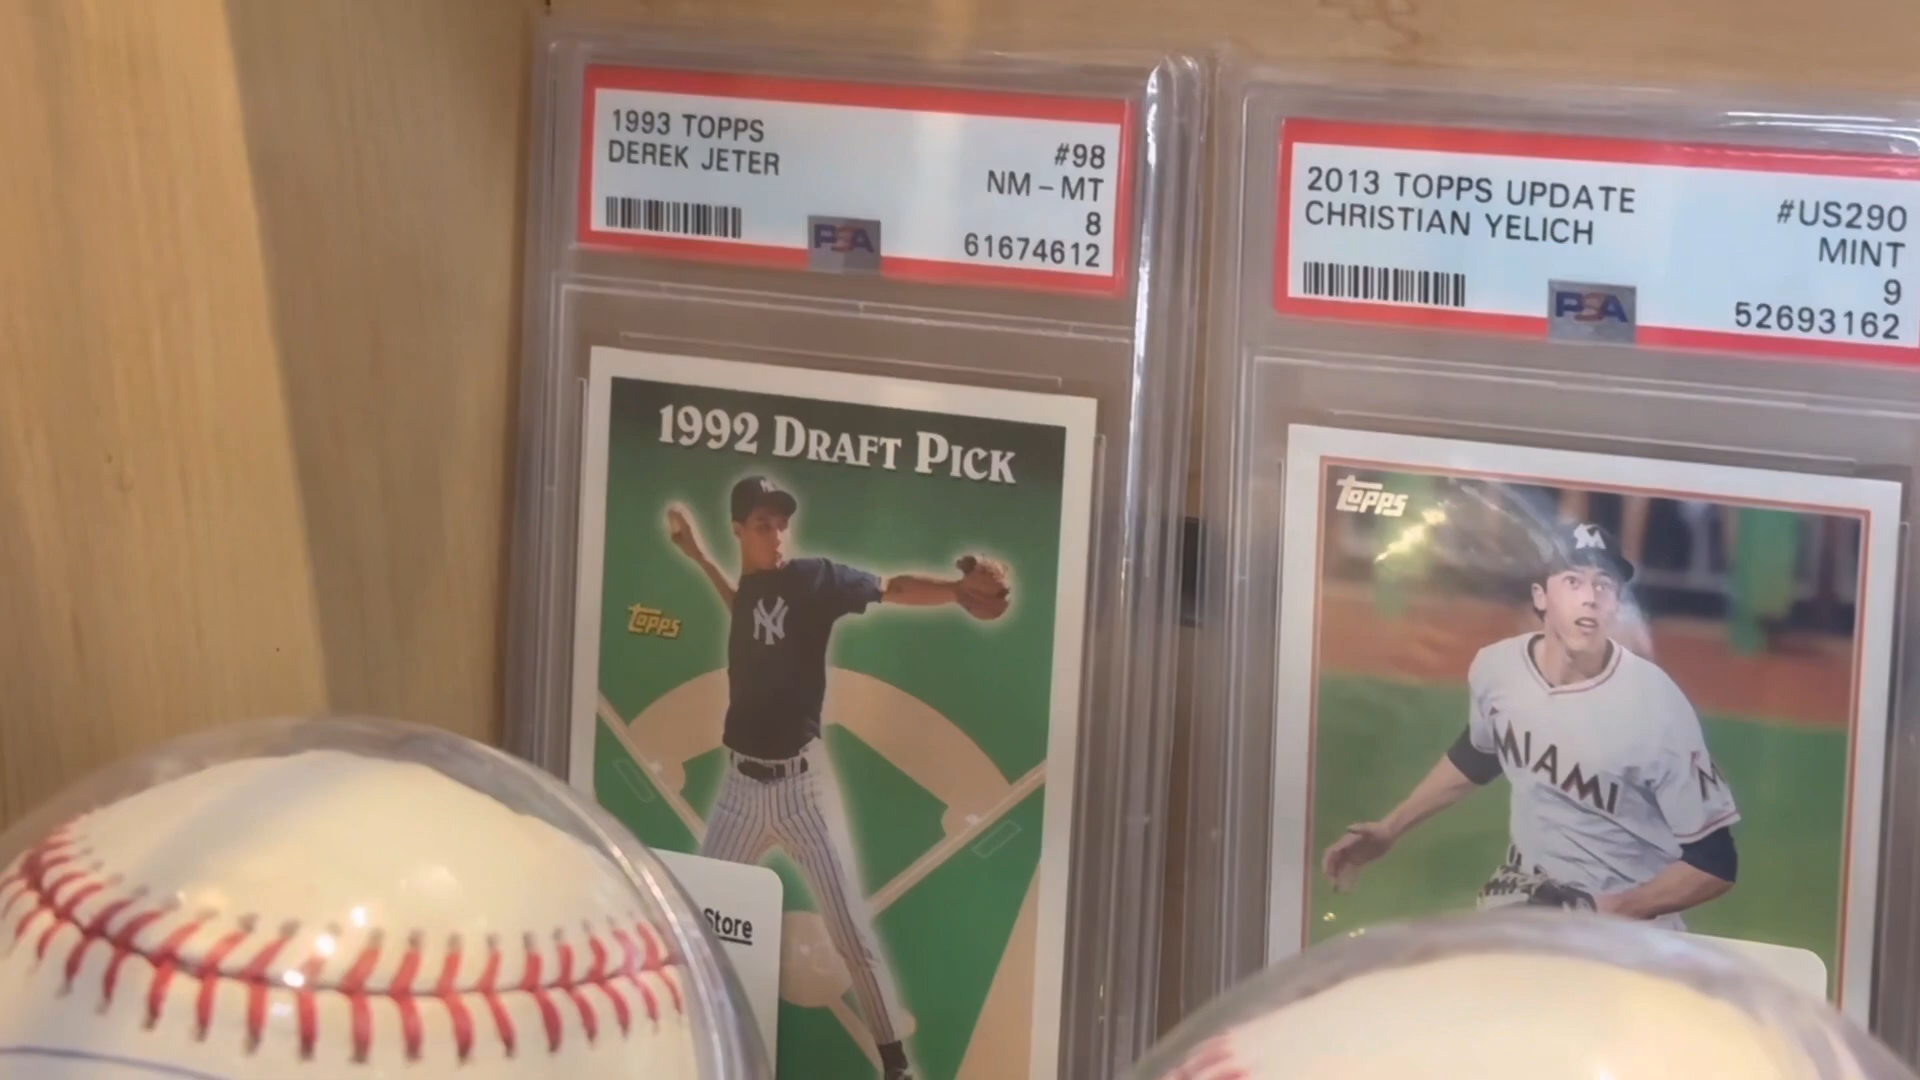 1993 TOPPS
DEREK JETER
#98
NM - MT
8
61674612
PSA
1992 DRAFT PICK
Topps
NY
Store
2013 TOPPS UPDATE
CHRISTIAN YELICH
#US290
MINT
9
52693162
PSA
Topps
M
MIAMI
M